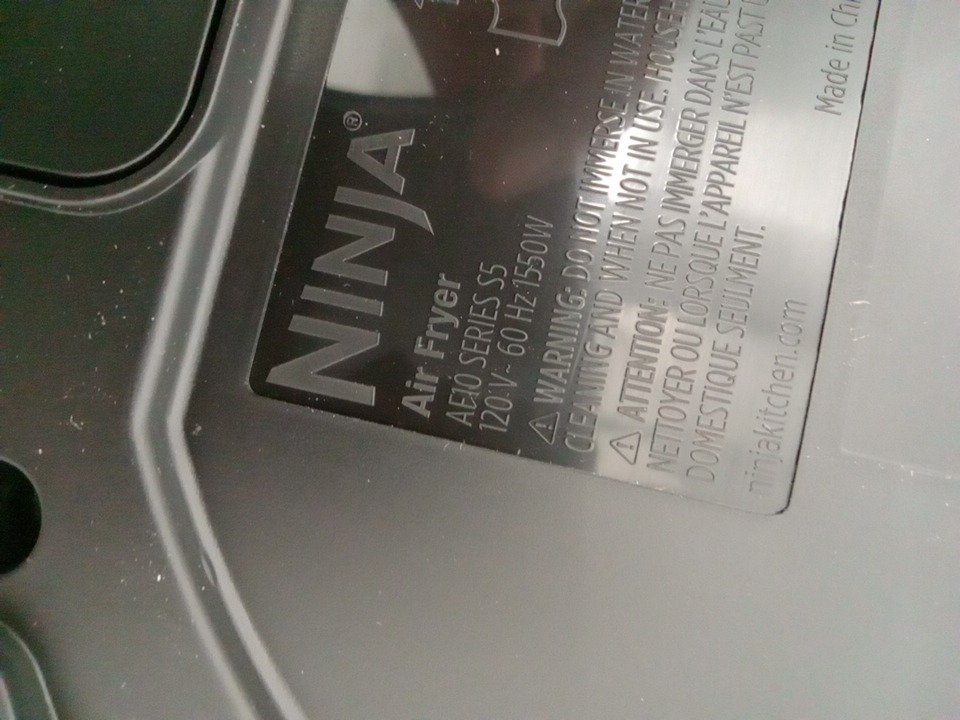 NINJA®
Air Fryer
AF10 SERIES S5
120 V ~ 60 Hz 1550W
⚠ WARNING: DO NOT IMMERSE IN WATER
CLEANING AND WHEN NOT IN USE. HOUSEH
⚠ ATTENTION: NE PAS IMMERGER DANS L'EAU
NETTOYER OU LORSQUE L'APPAREIL N'EST PAS
DOMESTIQUE SEULMENT.
ninjakitchen.com
Made in Chi